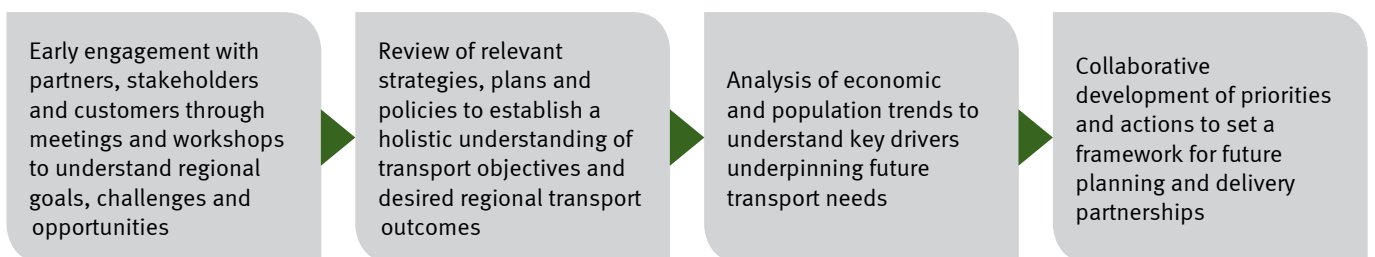 Early engagement with
partners, stakeholders
and customers through
meetings and workshops
to understand regional
goals, challenges and
opportunities
Review of relevant
strategies, plans and
policies to establish a
holistic understanding of
transport objectives and
desired regional transport
outcomes
Analysis of economic
and population trends to
understand key drivers
underpinning future
transport needs
Collaborative
development of priorities
and actions to set a
framework for future
planning and delivery
partnerships